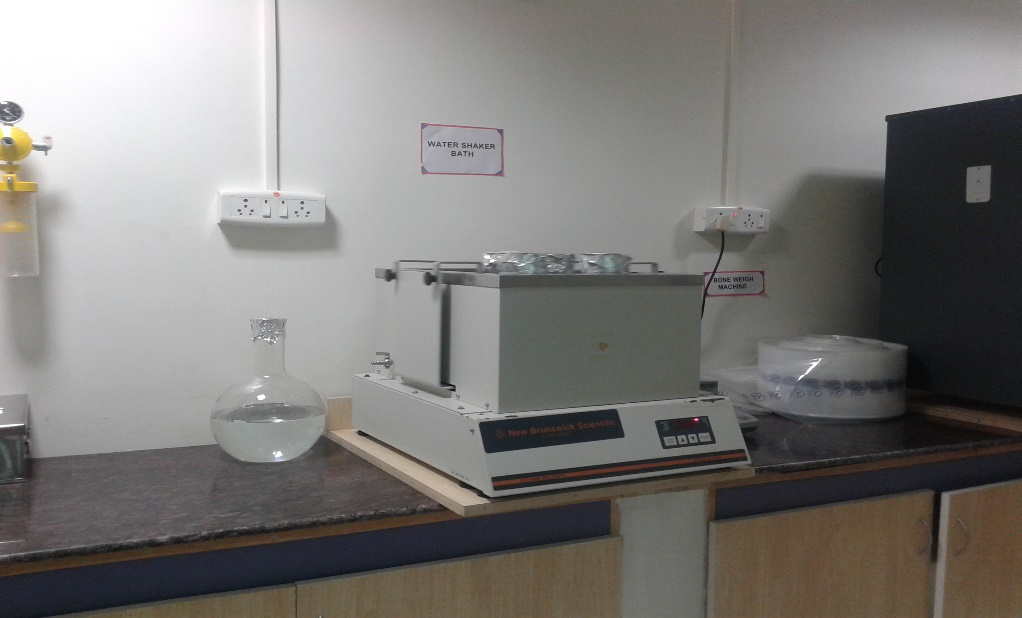 WATER SHAKER
BATH
BONE WEIGH
MACHINE
New Brunswick Scientific